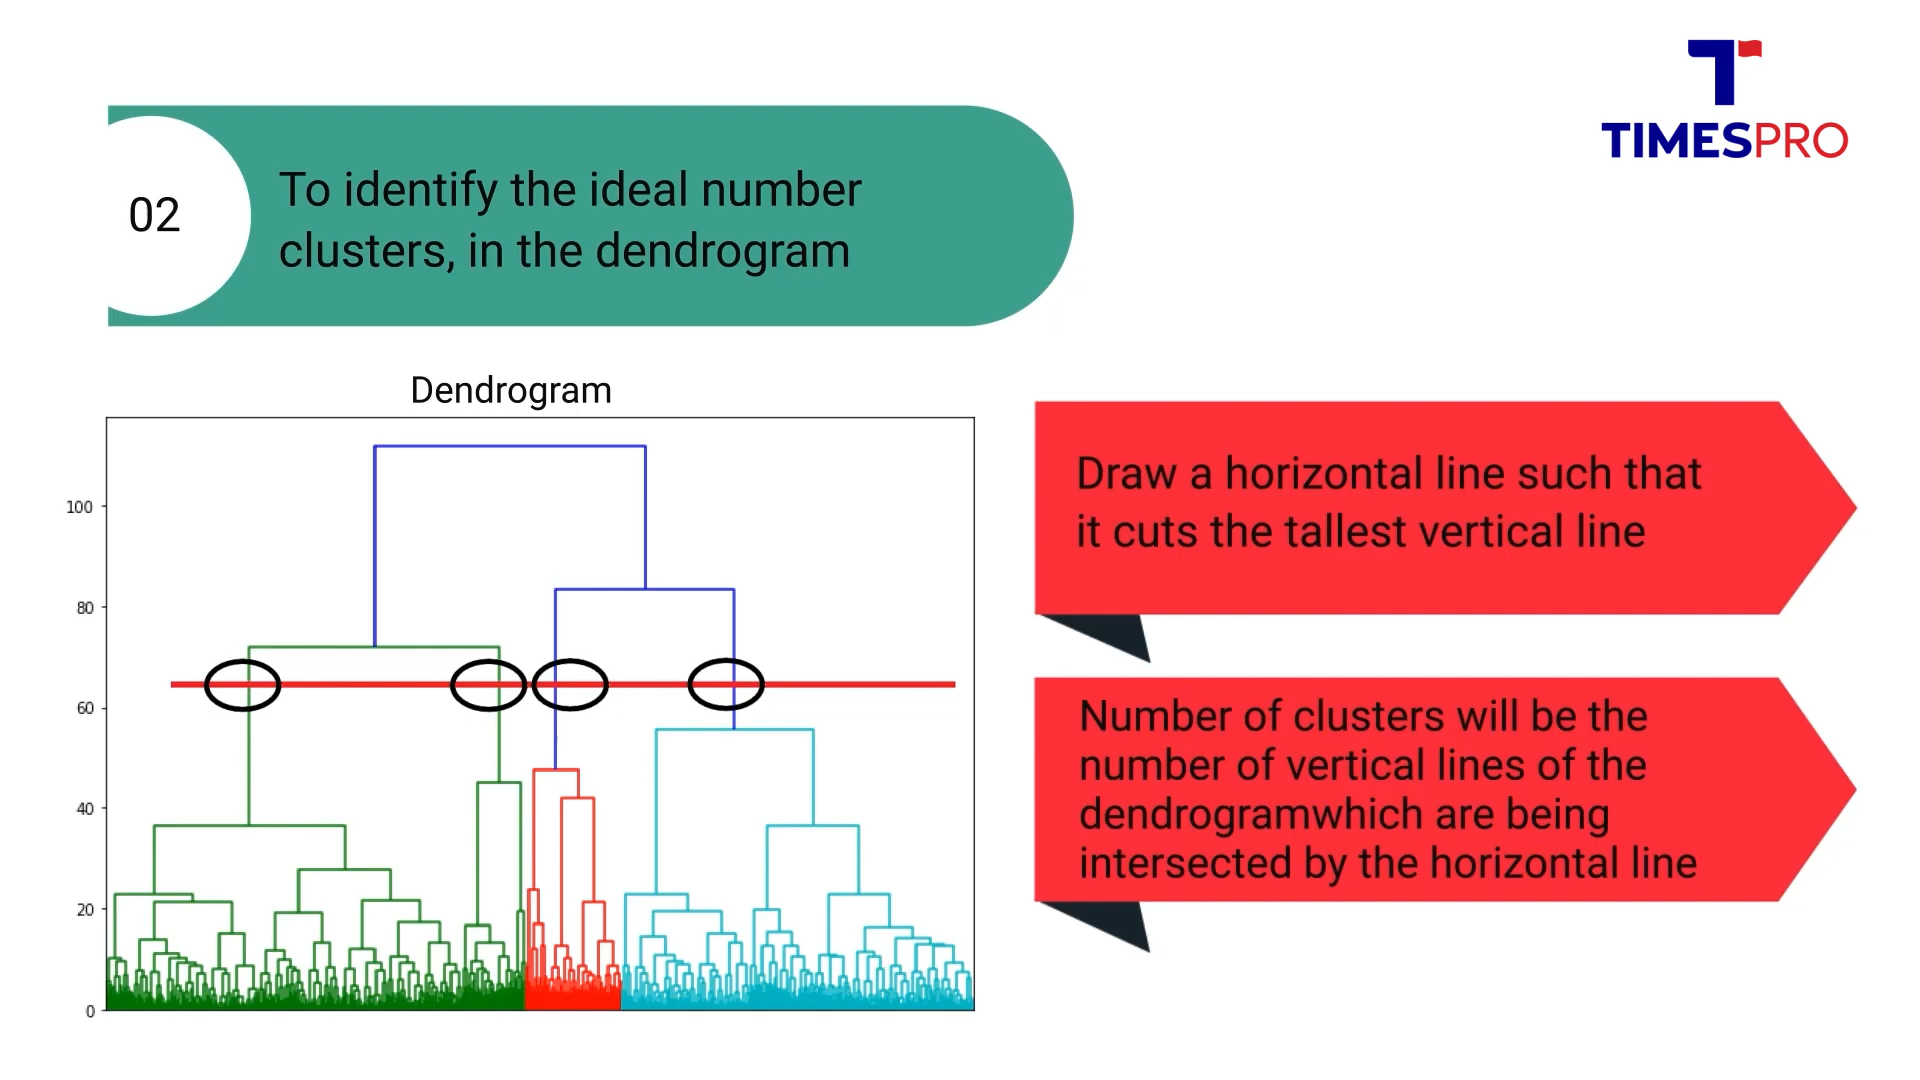 TIMESPRO
02
To identify the ideal number
clusters, in the dendrogram
Dendrogram
100
80
60
40
20
0
Draw a horizontal line such that
it cuts the tallest vertical line
Number of clusters will be the
number of vertical lines of the
dendrogramwhich are being
intersected by the horizontal line